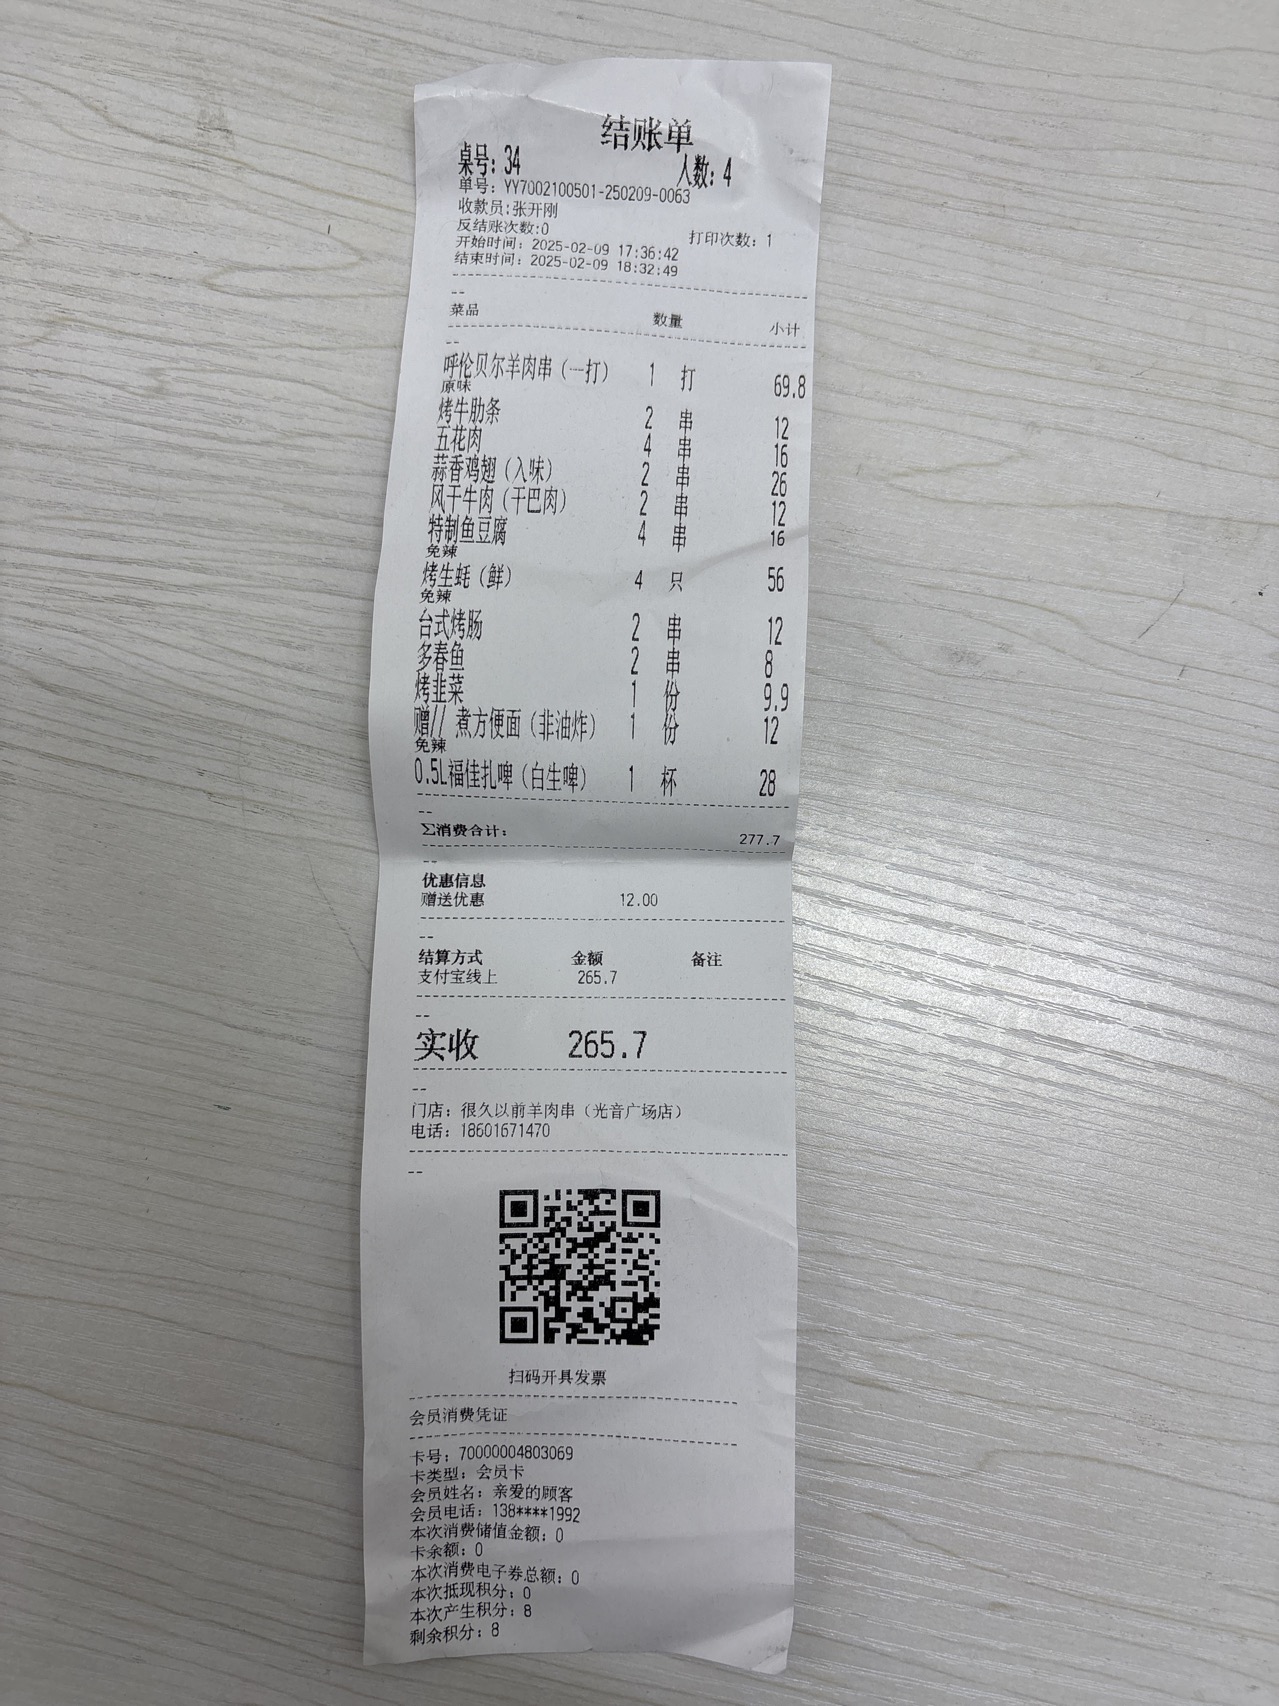 结账单
桌号：34 人数：4
单号：YY7002100501-250209-0063
收款员:张开刚
反结账次数:0 打印次数：1
开始时间：2025-02-09 17:36:42
结束时间：2025-02-09 18:32:49
--
菜品 数量 小计
--
呼伦贝尔羊肉串（一打） 1 打 69.8
原味
烤牛肋条 2 串 12
五花肉 4 串 16
蒜香鸡翅（入味） 2 串 26
风干牛肉（干巴肉） 2 串 12
特制鱼豆腐 4 串 16
免辣
烤生蚝（鲜） 4 只 56
免辣
台式烤肠 2 串 12
多春鱼 2 串 8
烤韭菜 1 份 9.9
赠// 煮方便面（非油炸） 1 份 12
免辣
0.5L福佳扎啤（白生啤） 1 杯 28
--
∑消费合计： 277.7
--
优惠信息
赠送优惠 12.00
--
结算方式 金额 备注
支付宝线上 265.7
--
实收 265.7
--
门店：很久以前羊肉串（光音广场店）
电话：18601671470
--
扫码开具发票
会员消费凭证
卡号：70000004803069
卡类型：会员卡
会员姓名：亲爱的顾客
会员电话：138****1992
本次消费储值金额：0
卡余额：0
本次消费电子券总额：0
本次抵现积分：0
本次产生积分：8
剩余积分：8